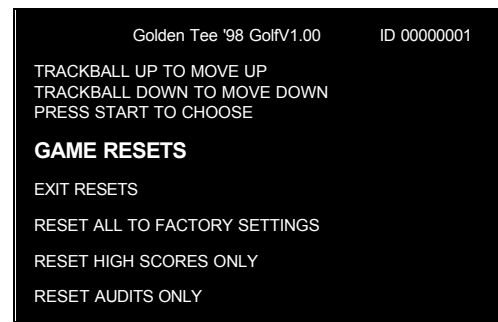 Golden Tee '98 GolfV1.00 ID 00000001
TRACKBALL UP TO MOVE UP
TRACKBALL DOWN TO MOVE DOWN
PRESS START TO CHOOSE
GAME RESETS
EXIT RESETS
RESET ALL TO FACTORY SETTINGS
RESET HIGH SCORES ONLY
RESET AUDITS ONLY